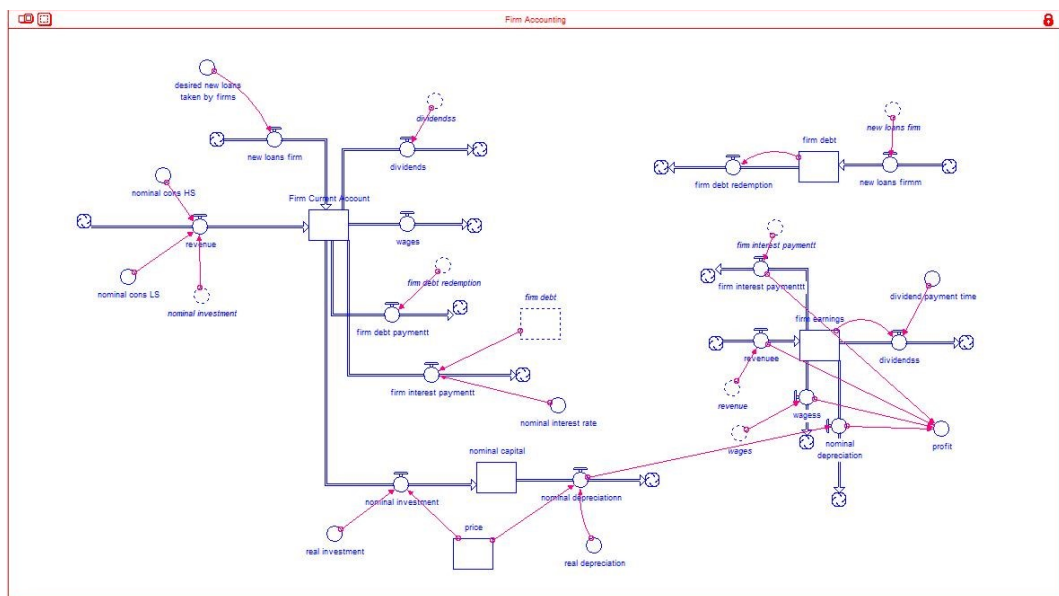 Firm Accounting
desired new loans
taken by firms
dividendss
new loans firm
new loans firm
dividends
firm debt
firm debt redemption
new loans firmm
nominal cons HS
Firm Current Account
revenue
wages
nominal cons LS
nominal investment
firm debt redemption
firm debt
firm debt paymentt
firm interest paymentt
firm interest paymenttt
dividend payment time
firm earnings
revenuee
dividendss
firm interest paymentt
nominal interest rate
revenue
wagess
wages
nominal
depreciation
profit
nominal capital
nominal investment
nominal depreciationn
price
real investment
real depreciation